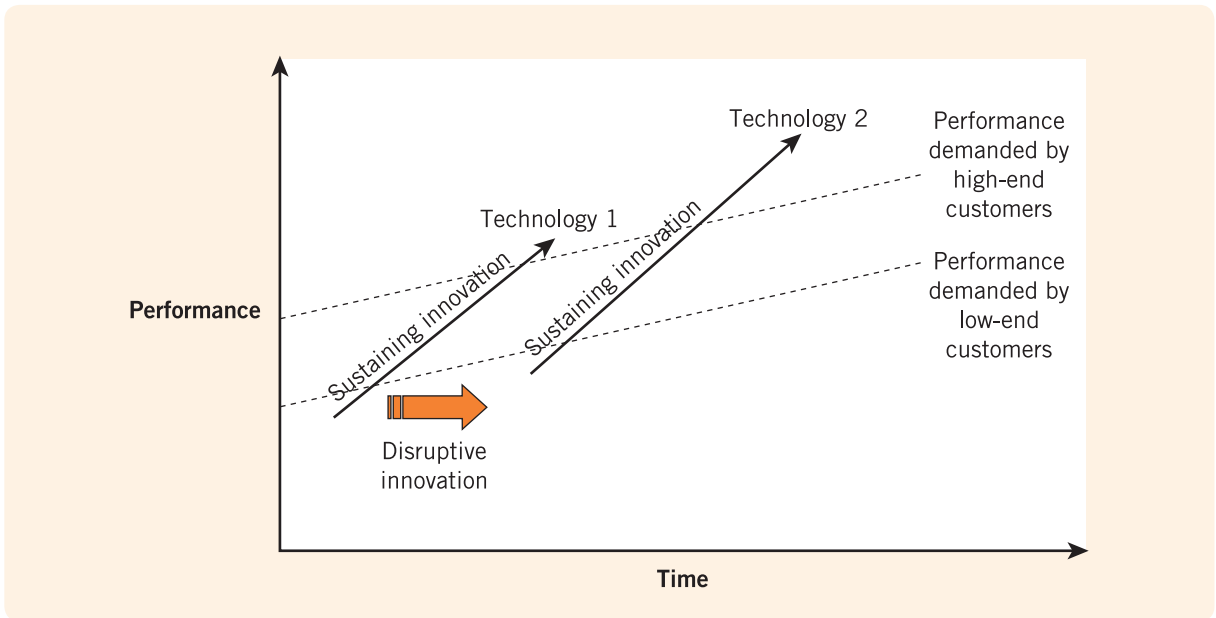 Technology 2
Performance
demanded by
high-end
customers
Technology 1
Sustaining innovation
Sustaining innovation
Performance
demanded by
low-end
customers
Performance
Disruptive
innovation
Time